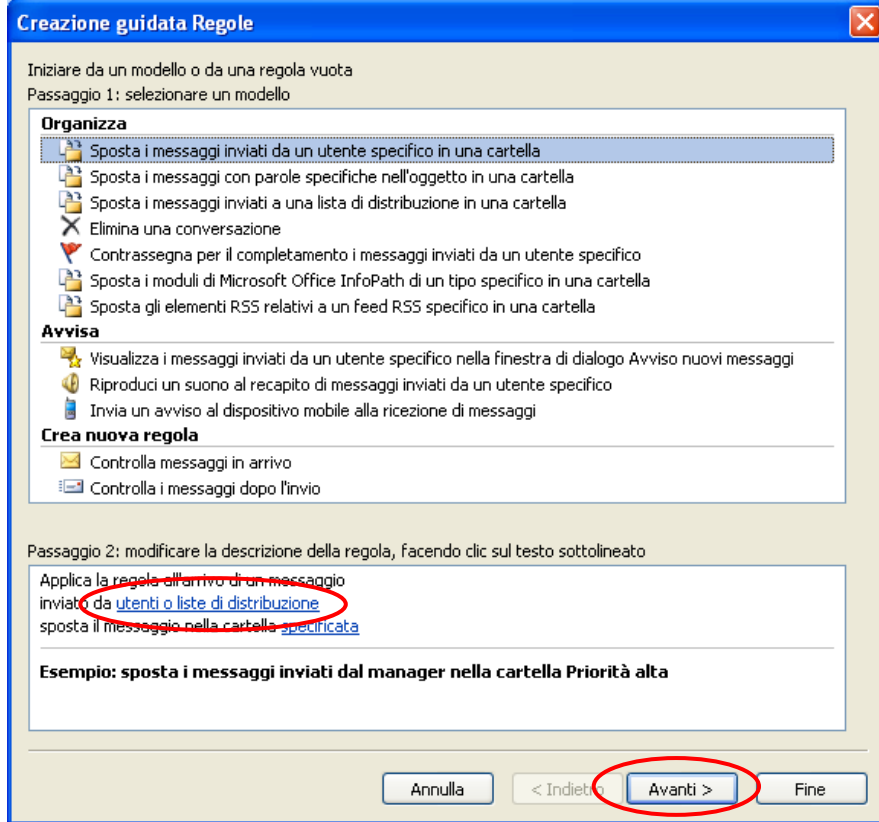 Creazione guidata Regole
Iniziare da un modello o da una regola vuota
Passaggio 1: selezionare un modello
Organizza
Sposta i messaggi inviati da un utente specifico in una cartella
Sposta i messaggi con parole specifiche nell'oggetto in una cartella
Sposta i messaggi inviati a una lista di distribuzione in una cartella
Elimina una conversazione
Contrassegna per il completamento i messaggi inviati da un utente specifico
Sposta i moduli di Microsoft Office InfoPath di un tipo specifico in una cartella
Sposta gli elementi RSS relativi a un feed RSS specifico in una cartella
Avvisa
Visualizza i messaggi inviati da un utente specifico nella finestra di dialogo Avviso nuovi messaggi
Riproduci un suono al recapito di messaggi inviati da un utente specifico
Invia un avviso al dispositivo mobile alla ricezione di messaggi
Crea nuova regola
Controlla messaggi in arrivo
Controlla i messaggi dopo l'invio
Passaggio 2: modificare la descrizione della regola, facendo clic sul testo sottolineato
Applica la regola all'arrivo di un messaggio
inviato da utenti o liste di distribuzione
sposta il messaggio nella cartella specificata
Esempio: sposta i messaggi inviati dal manager nella cartella Priorità alta
Annulla
< Indietro
Avanti >
Fine